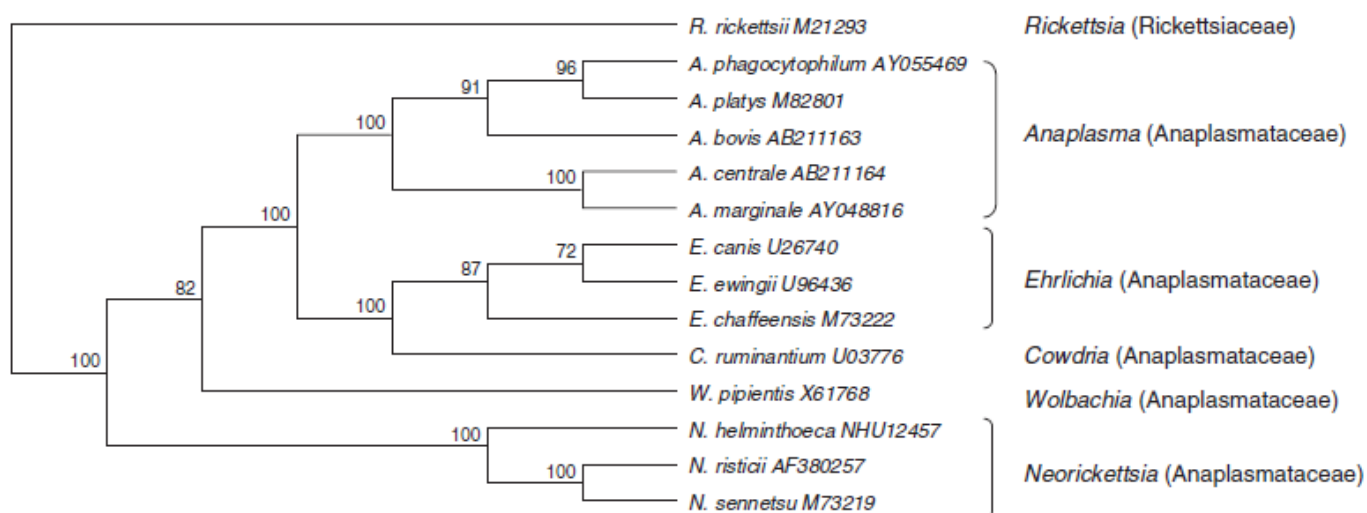 R. rickettsii M21293 Rickettsia (Rickettsiaceae)
A. phagocytophilum AY055469
96
91
A. platys M82801
100
A. bovis AB211163 Anaplasma (Anaplasmataceae)
A. centrale AB211164
100
A. marginale AY048816
100
E. canis U26740
72
87
E. ewingii U96436 Ehrlichia (Anaplasmataceae)
82
100
E. chaffeensis M73222
C. ruminantium U03776 Cowdria (Anaplasmataceae)
100
W. pipientis X61768 Wolbachia (Anaplasmataceae)
N. helminthoeca NHU12457
100
N. risticii AF380257 Neorickettsia (Anaplasmataceae)
100
N. sennetsu M73219